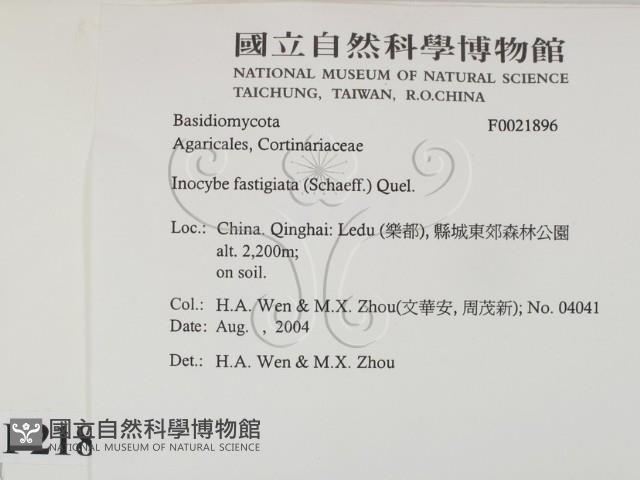 國立自然科學博物館
NATIONAL MUSEUM OF NATURAL SCIENCE
TAICHUNG, TAIWAN, R.O.CHINA
Basidiomycota F0021896
Agaricales, Cortinariaceae
Inocybe fastigiata (Schaeff.) Quel.
Loc.: China. Qinghai: Ledu (樂都), 縣城東郊森林公園
alt. 2,200m;
on soil.
Col.: H.A. Wen & M.X. Zhou(文華安, 周茂新); No. 04041
Date: Aug. , 2004
Det.: H.A. Wen & M.X. Zhou
國立自然科學博物館
NATIONAL MUSEUM OF NATURAL SCIENCE
218